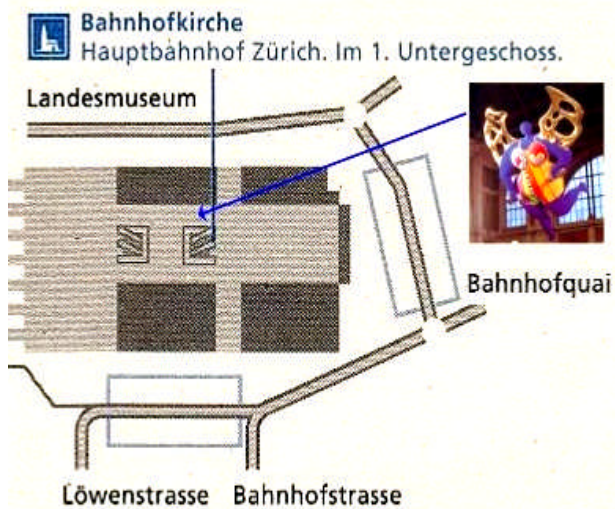 Bahnhofkirche
Hauptbahnhof Zürich. Im 1. Untergeschoss.
Landesmuseum
Bahnhofquai
Löwenstrasse Bahnhofstrasse